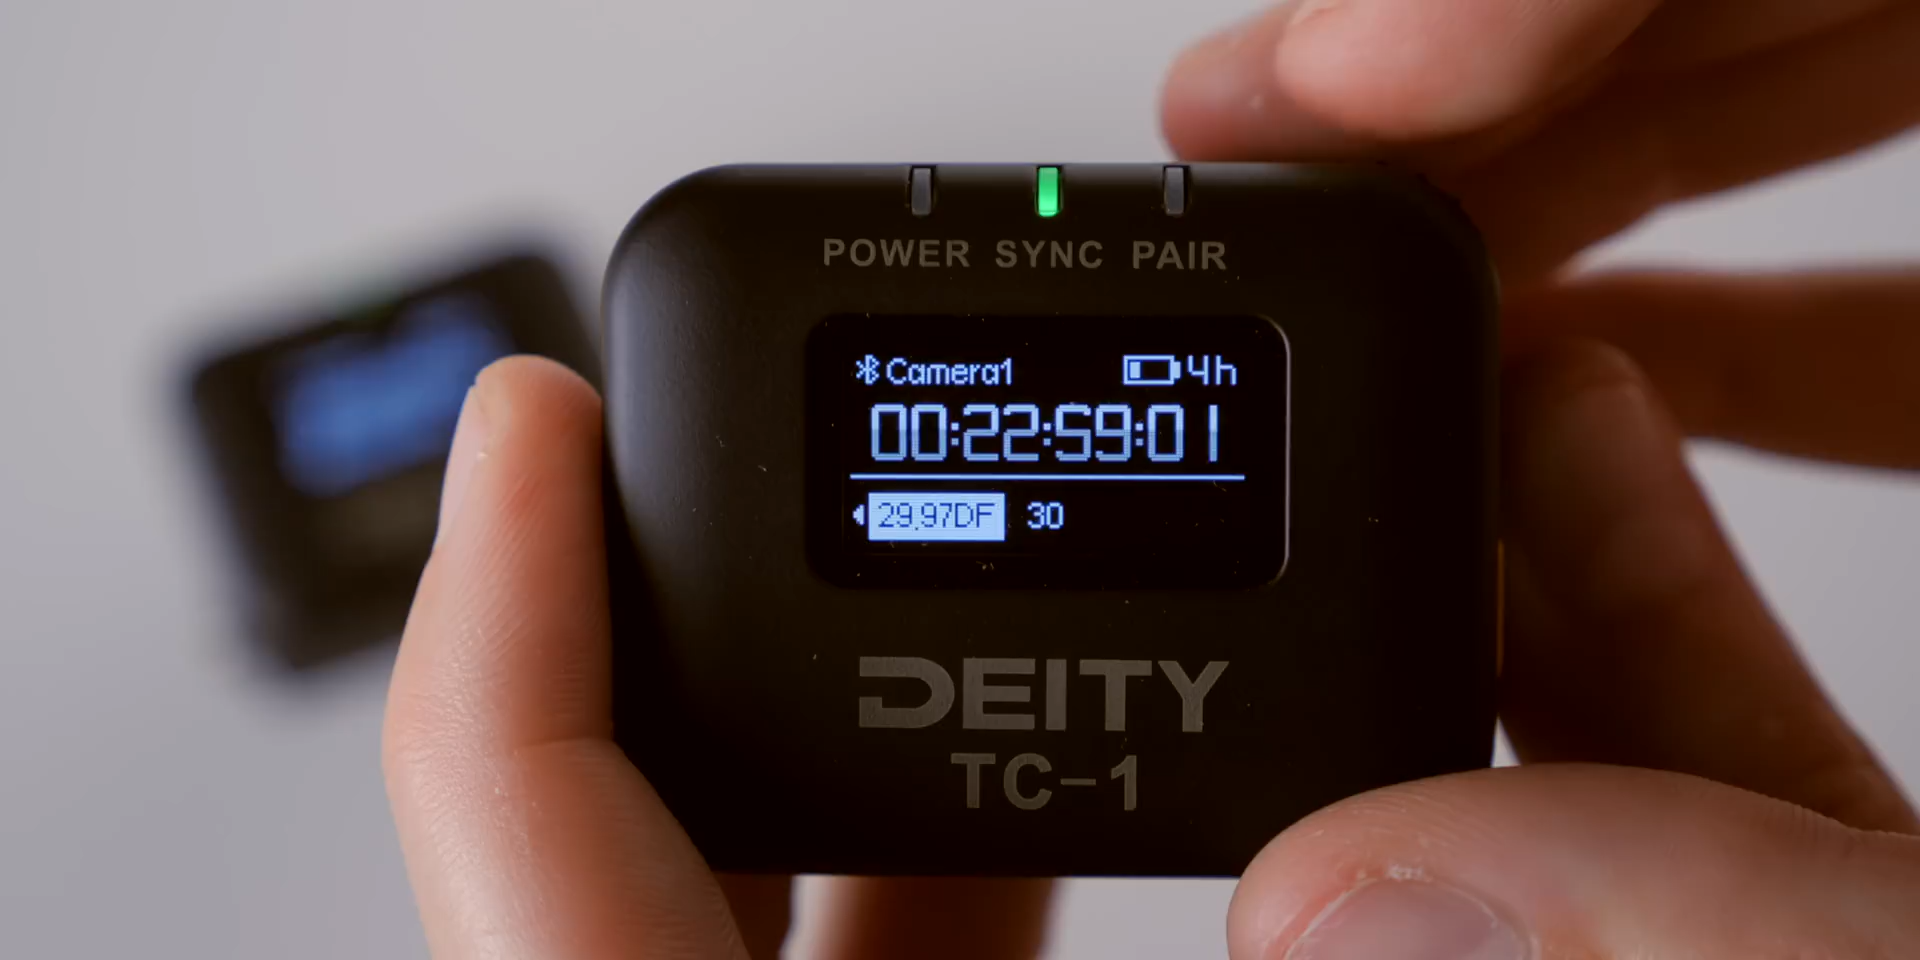 POWER SYNC PAIR
Camera1 4h
00:22:59:01
29.97DF 30
DEITY
TC-1